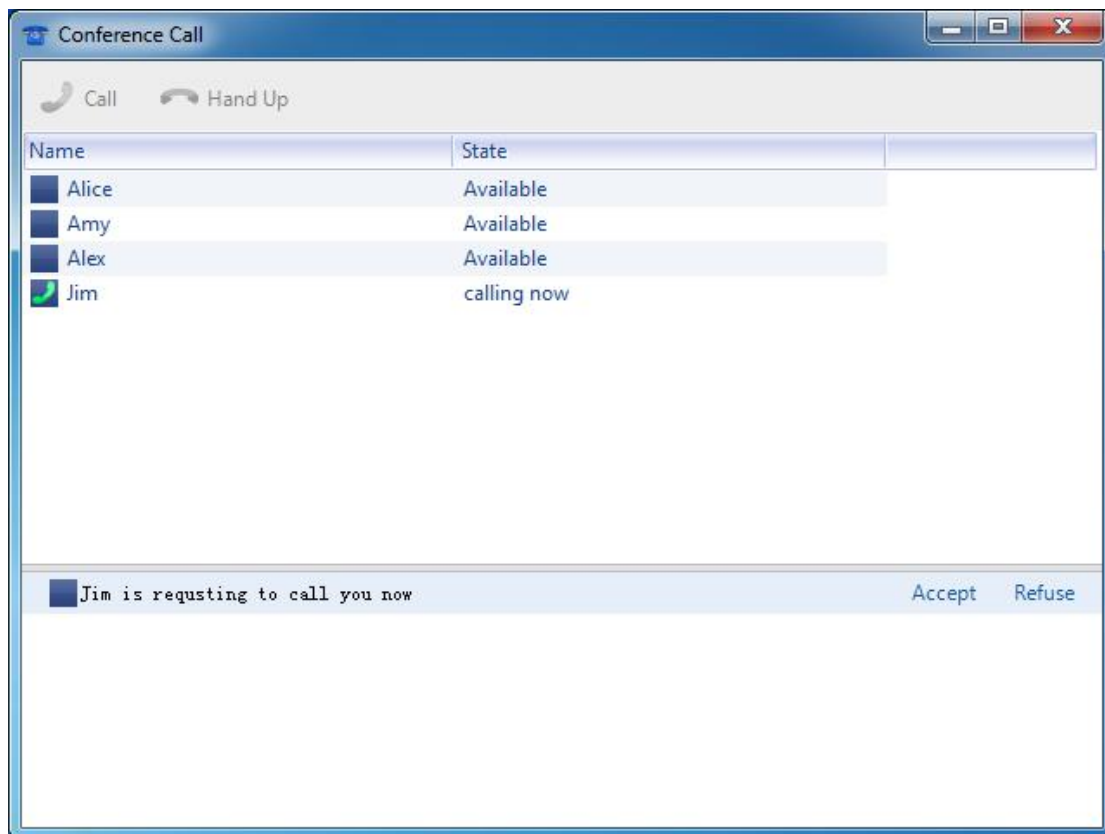 Conference Call
Call Hand Up
Name State
Alice Available
Amy Available
Alex Available
Jim calling now
Jim is requsting to call you now Accept Refuse